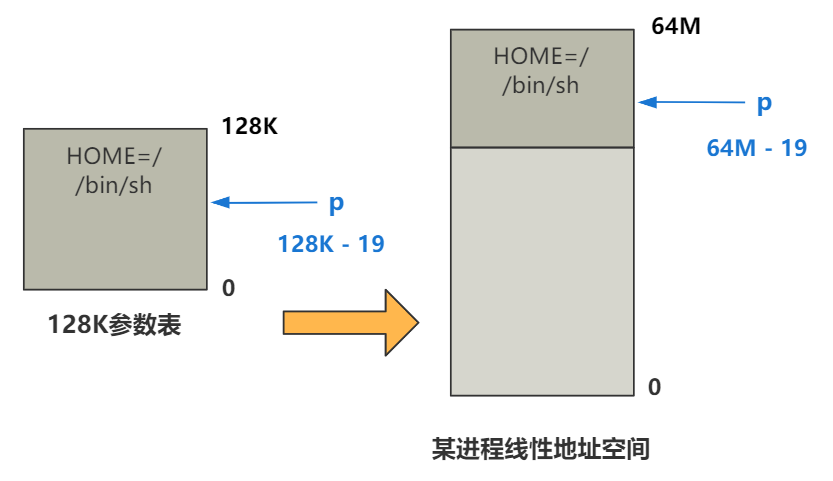 128K
HOME=/
/bin/sh
p
128K - 19
0
128K参数表
64M
HOME=/
/bin/sh
p
64M - 19
0
某进程线性地址空间